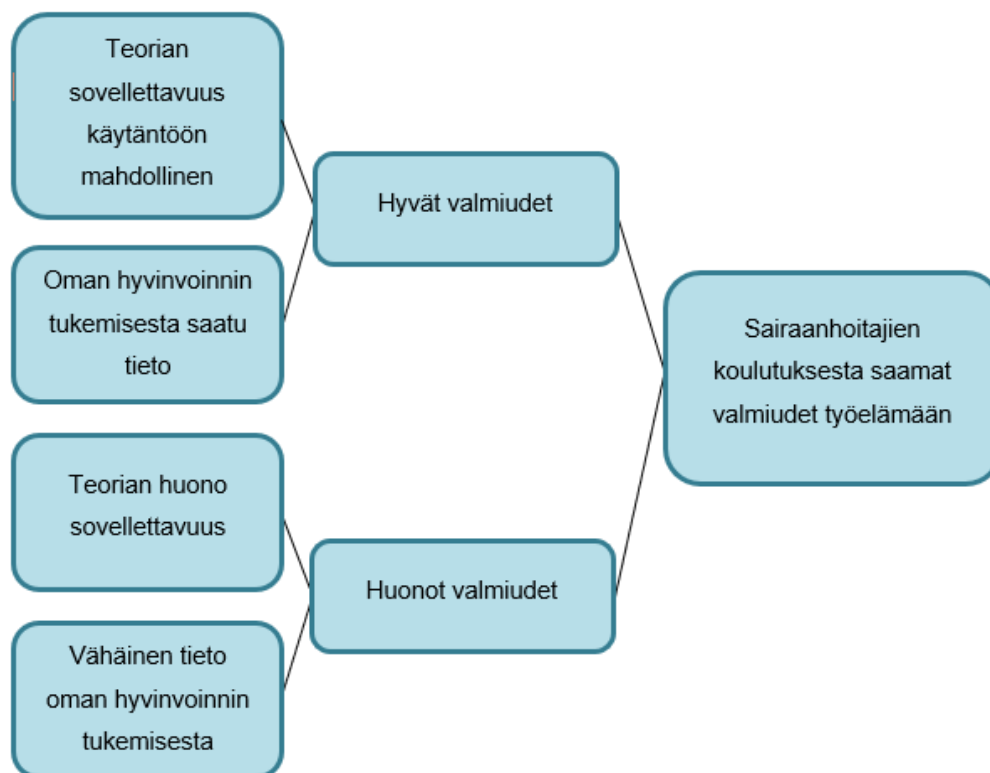 Teorian
sovellettavuus
käytäntöön
mahdollinen
Oman hyvinvoinnin
tukemisesta saatu
tieto
Hyvät valmiudet
Teorian huono
sovellettavuus
Vähäinen tieto
oman hyvinvoinnin
tukemisesta
Huonot valmiudet
Sairaanhoitajien
koulutuksesta saamat
valmiudet työelämään